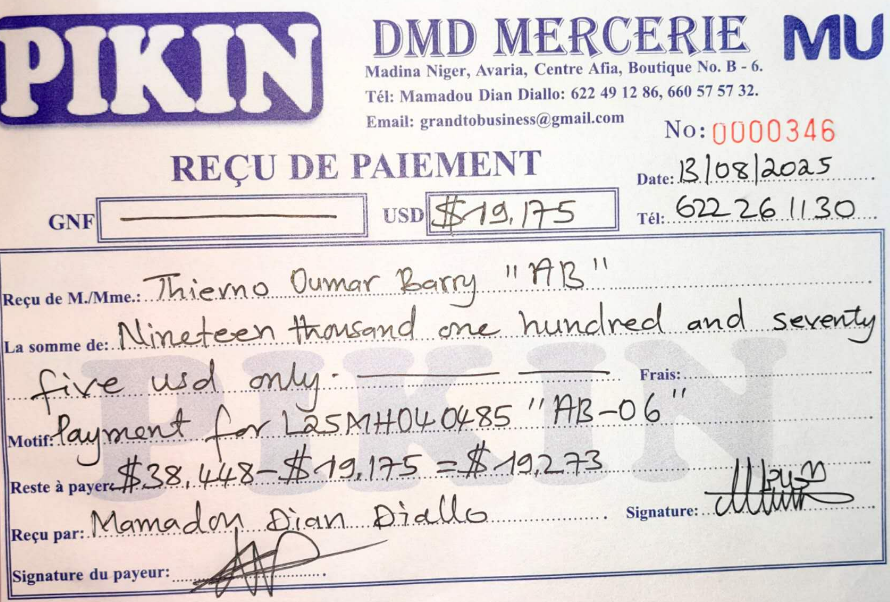 PIKIN
DMD MERCERIE
MU
Madina Niger, Avaria, Centre Afia, Boutique No. B - 6.
Tél: Mamadou Dian Diallo: 622 49 12 86, 660 57 57 32.
Email: grandtobusiness@gmail.com
No: 0000346
REÇU DE PAIEMENT
Date: 13/08/2025
GNF USD $19,175 Tél: 622 26 11 30
Reçu de M./Mme.: Thierno Oumar Barry "AB"
La somme de: Nineteen thousand one hundred and seventy
five usd only. Frais:
Motif: Payment for L25MH040485 "AB-06"
Reste à payer: $38,448-$19,175 = $19,273
Reçu par: Mamadou Dian Diallo Signature:
Signature du payeur:
PIKIN